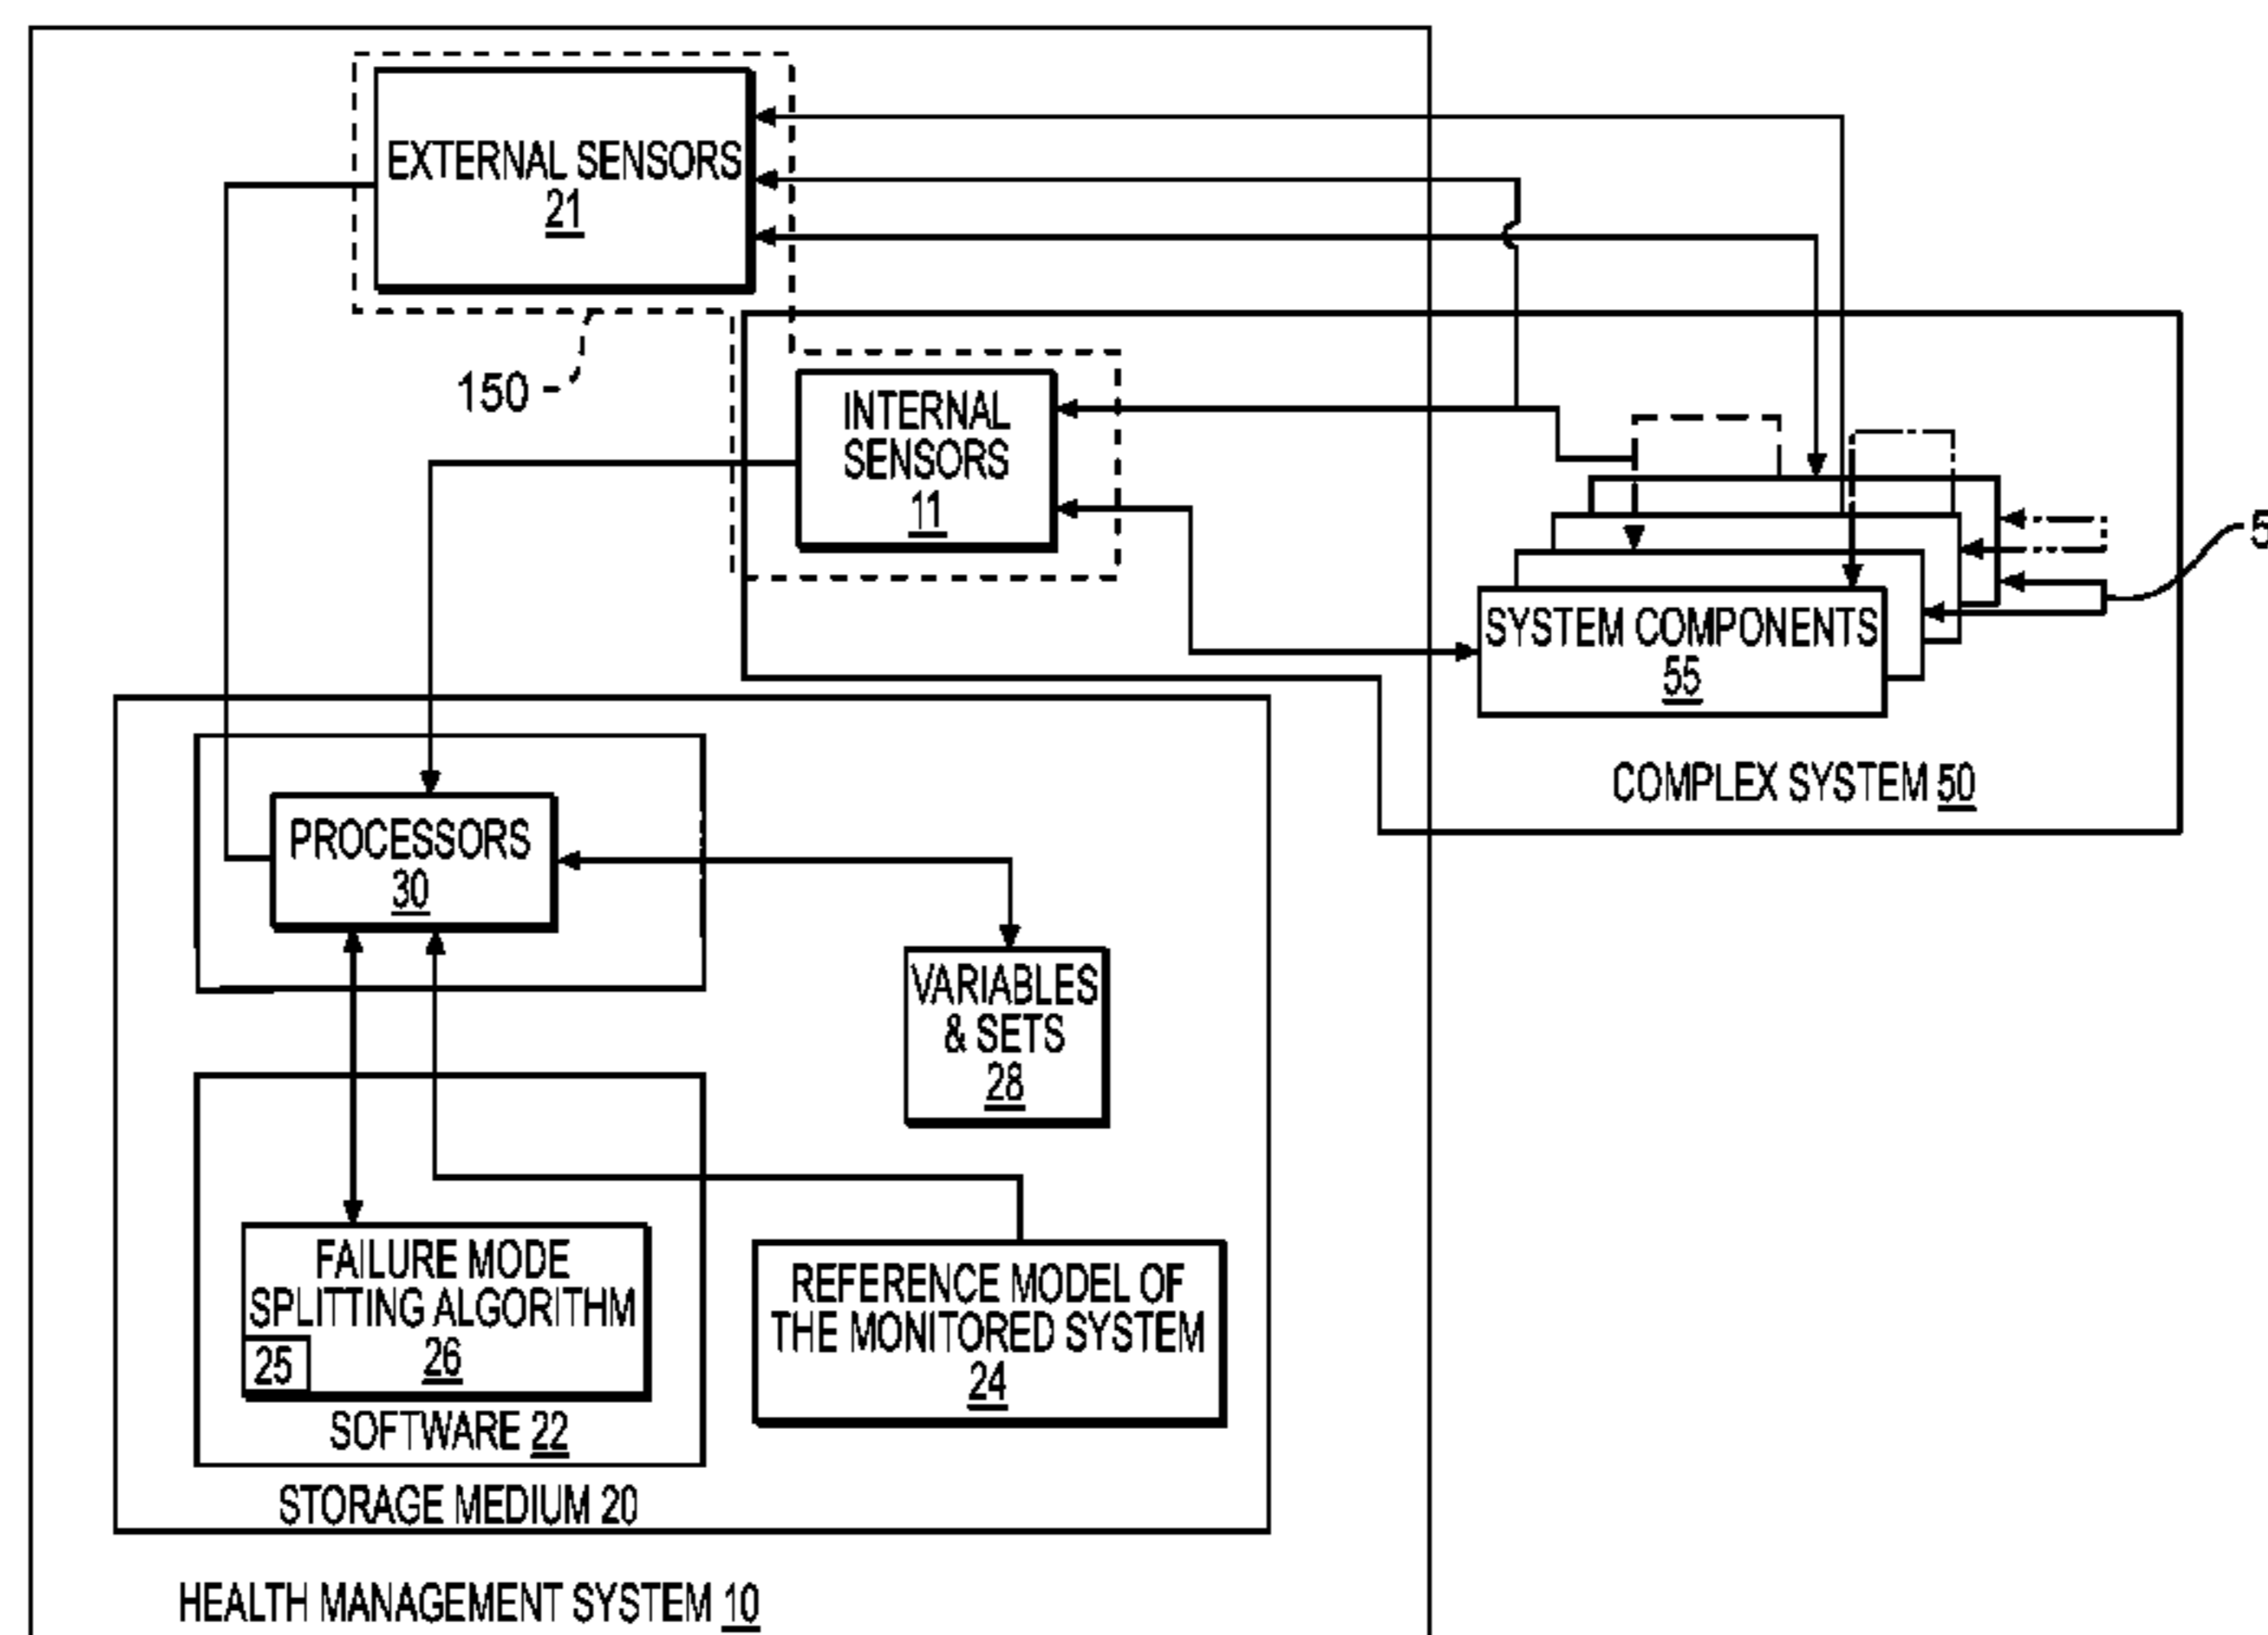 EXTERNAL SENSORS
21
150
INTERNAL
SENSORS
11
5
SYSTEM COMPONENTS
55
COMPLEX SYSTEM 50
PROCESSORS
30
VARIABLES
& SETS
28
FAILURE MODE
SPLITTING ALGORITHM
26
25
SOFTWARE 22
REFERENCE MODEL OF
THE MONITORED SYSTEM
24
STORAGE MEDIUM 20
HEALTH MANAGEMENT SYSTEM 10